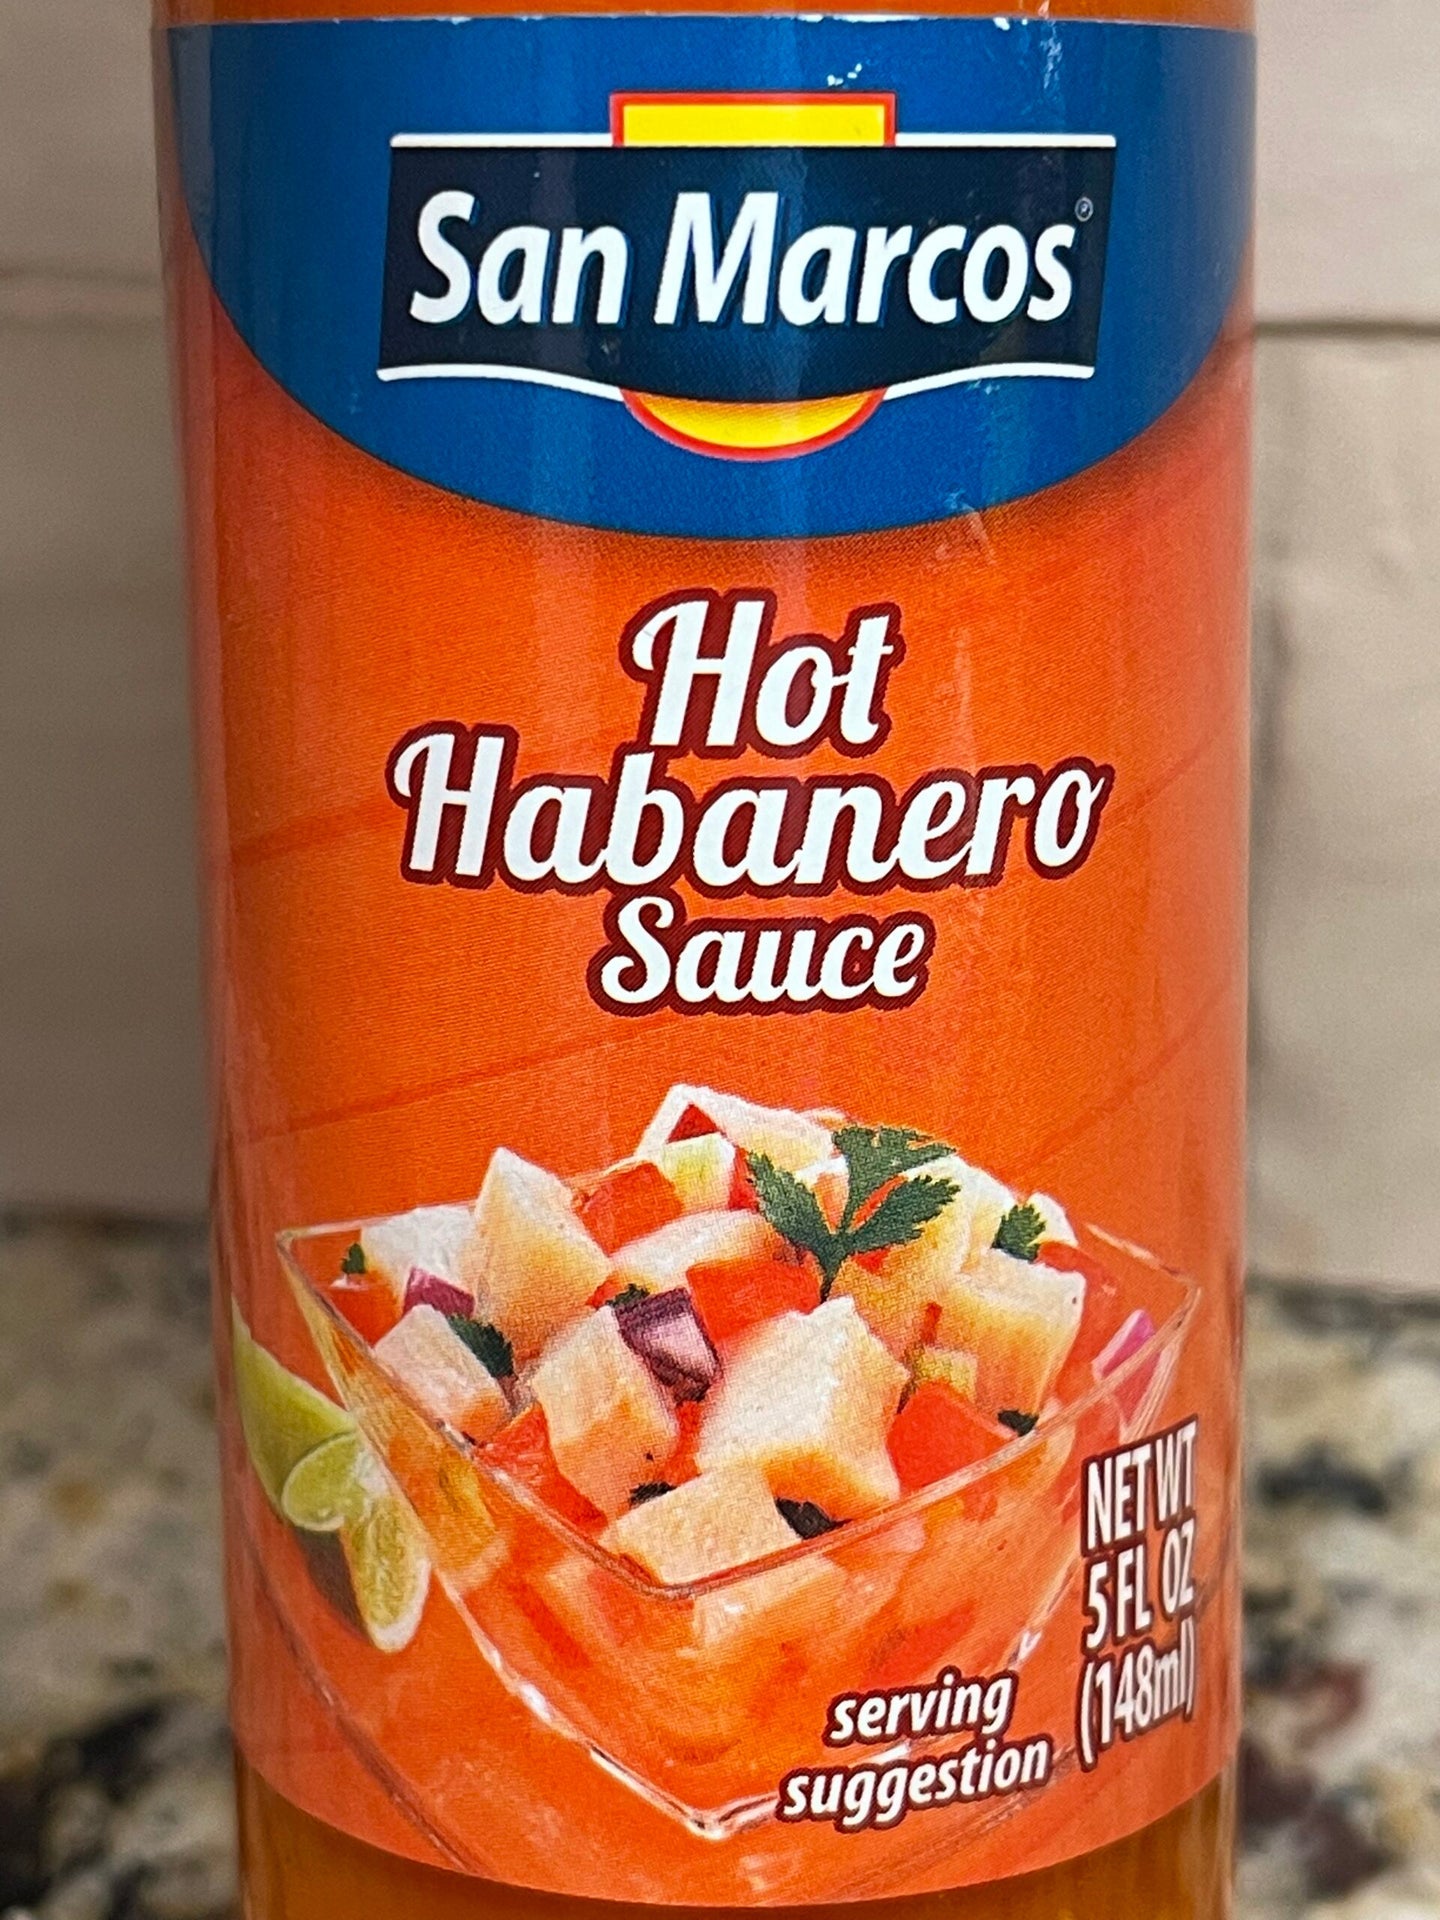 San Marcos®
Hot
Habanero
Sauce
NET WT
5 FL OZ
(148ml)
serving
suggestion